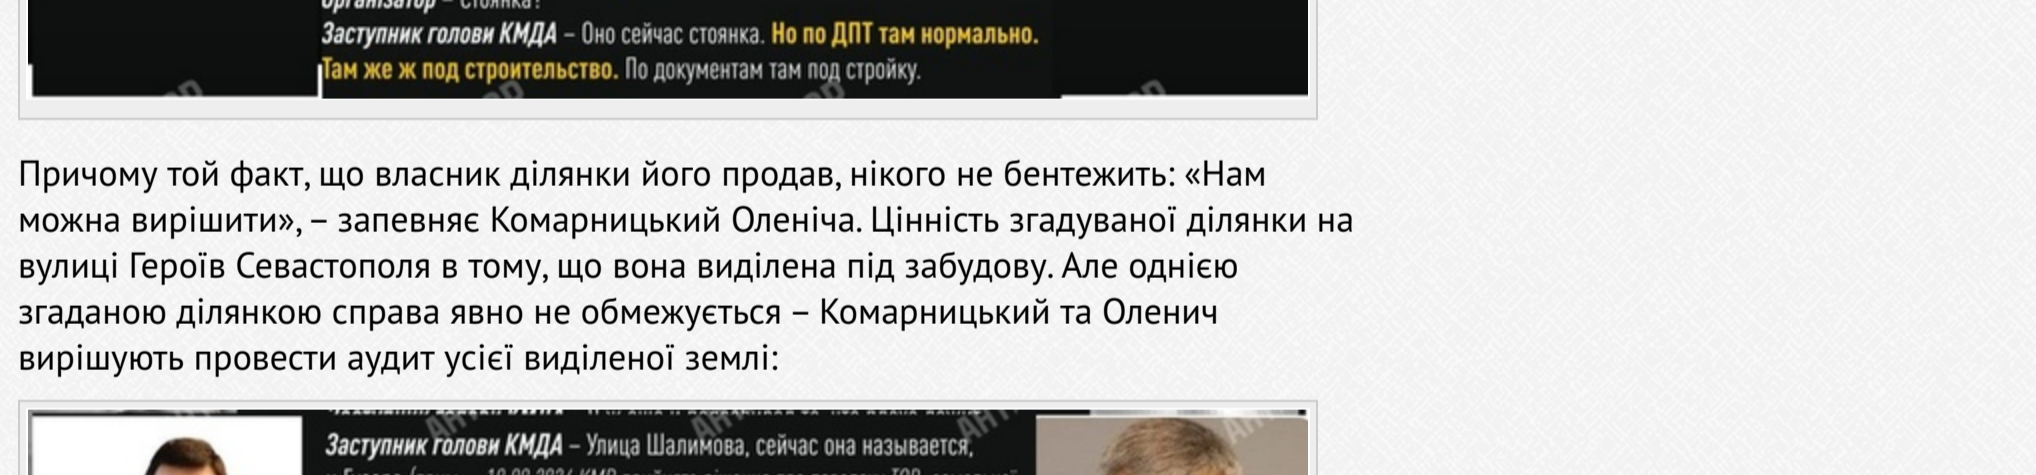 Організатор – Стоянка?
Заступник голови КМДА – Оно сейчас стоянка. Но по ДПТ там нормально.
Там же ж под строительство. По документам там под стройку.
Причому той факт, що власник ділянки його продав, нікого не бентежить: «Нам
можна вирішити», – запевняє Комарницький Оленіча. Цінність згадуваної ділянки на
вулиці Героїв Севастополя в тому, що вона виділена під забудову. Але однією
згаданою ділянкою справа явно не обмежується – Комарницький та Оленич
вирішують провести аудит усієї виділеної землі:
Заступник голови КМДА – Улица Шалимова, сейчас она называется,